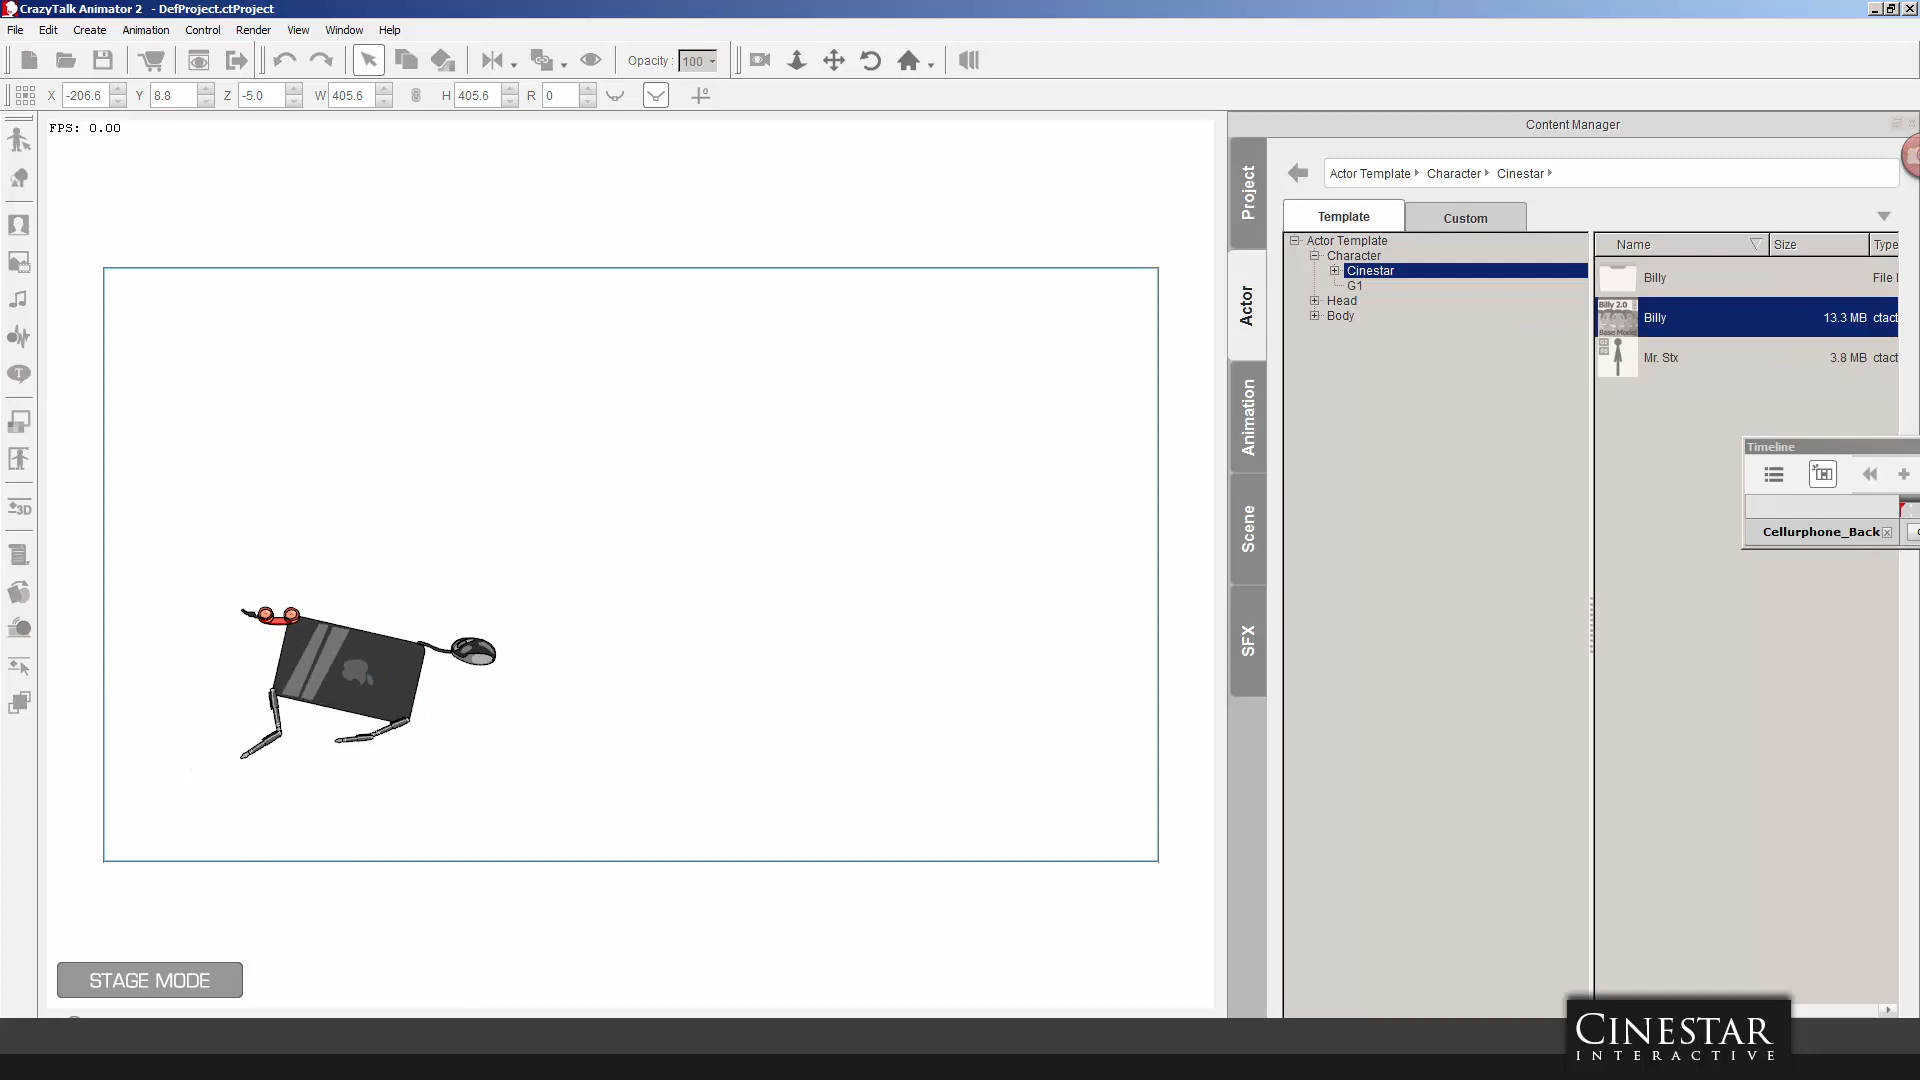 CrazyTalk Animator 2 - DefProject.ctProject
File Edit Create Animation Control Render View Window Help
Opacity : 100
X -206.6 Y 8.8 Z -5.0 W 405.6 H 405.6 R 0
FPS: 0.00
Content Manager
Project
Actor
Animation
Scene
SFX
Actor Template Character Cinestar
Template Custom
Actor Template
Character
Cinestar
G1
Head
Body
Name Size Type
Billy File
Billy 2.0
Base Model
Billy 13.3 MB ctact
Mr. Stx 3.8 MB ctact
Timeline
Cellurphone_Back
3D
STAGE MODE
CINESTAR
INTERACTIVE